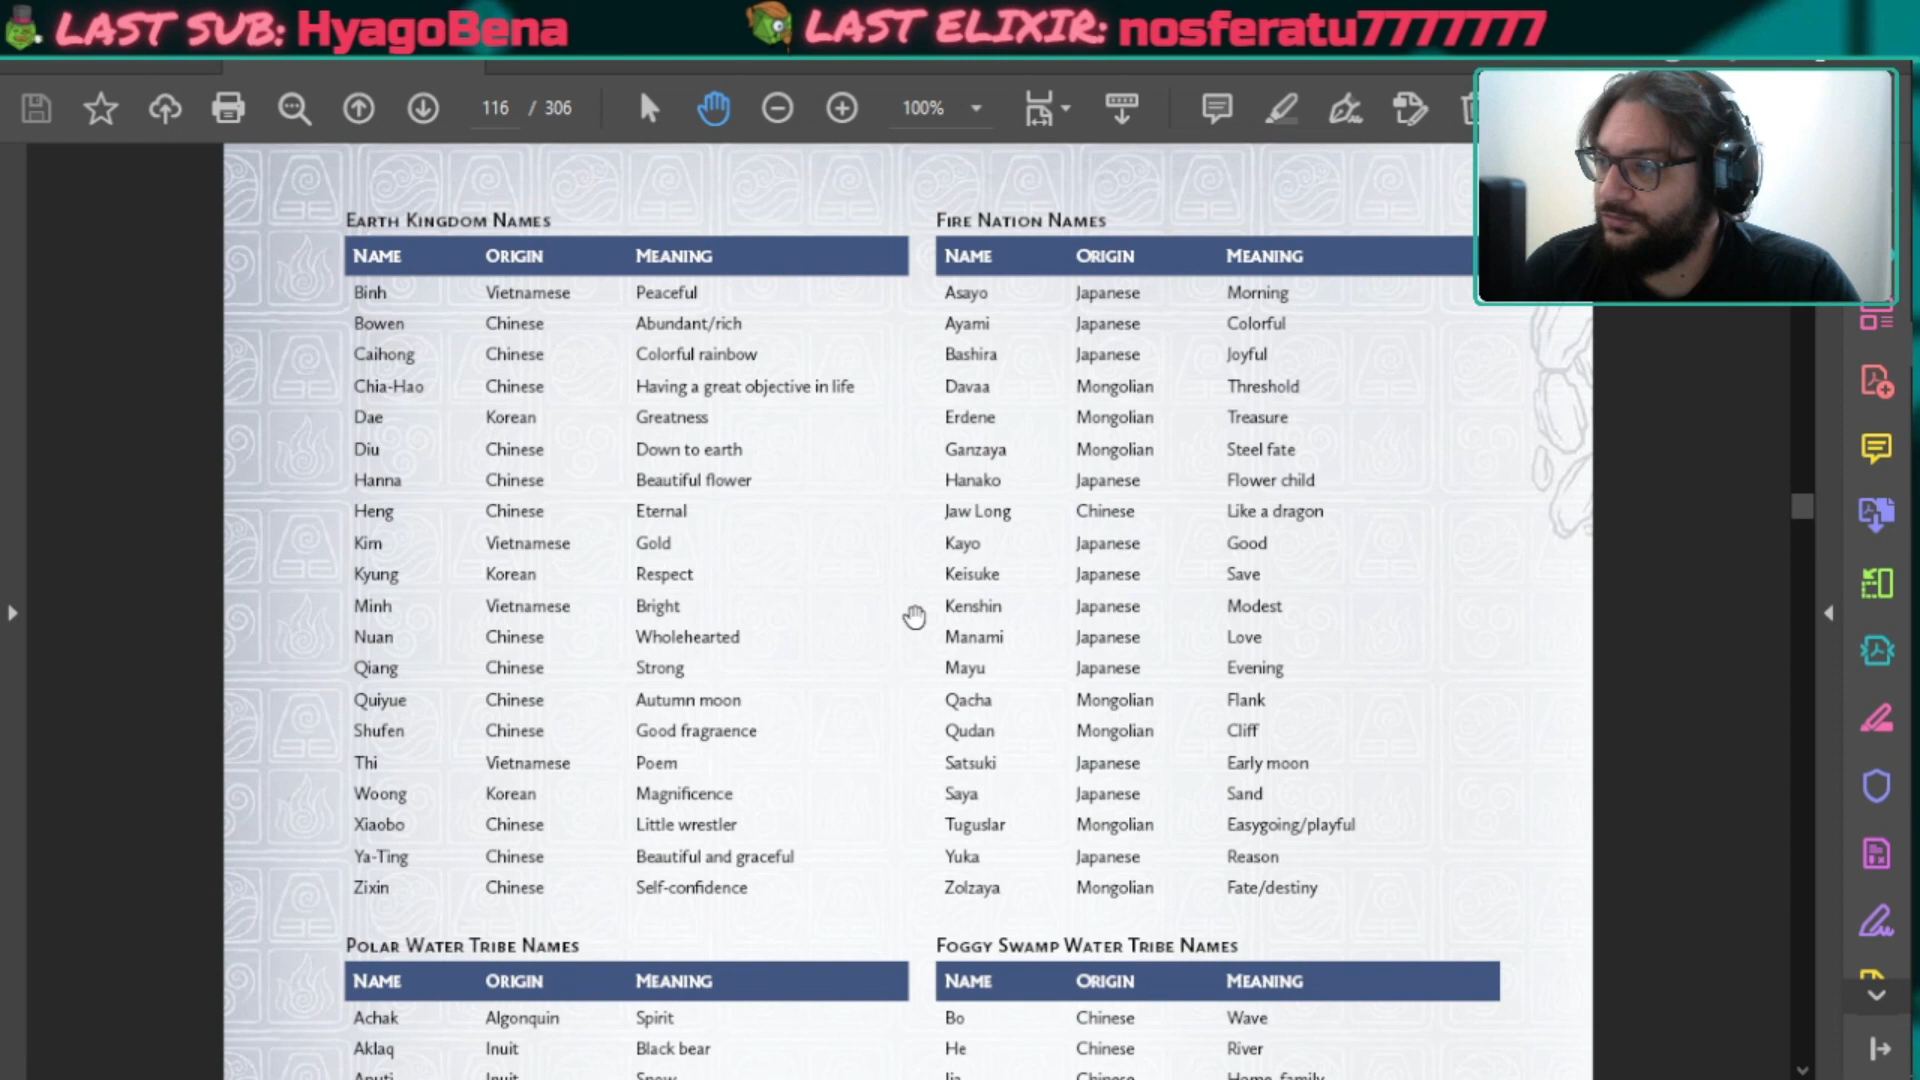 LAST SUB: HyagoBena
LAST ELIXIR: nosferatu7777777
116 / 306
100%
EARTH KINGDOM NAMES
NAME ORIGIN MEANING
Binh Vietnamese Peaceful
Bowen Chinese Abundant/rich
Caihong Chinese Colorful rainbow
Chia-Hao Chinese Having a great objective in life
Dae Korean Greatness
Diu Chinese Down to earth
Hanna Chinese Beautiful flower
Heng Chinese Eternal
Kim Vietnamese Gold
Kyung Korean Respect
Minh Vietnamese Bright
Nuan Chinese Wholehearted
Qiang Chinese Strong
Quiyue Chinese Autumn moon
Shufen Chinese Good fragraence
Thi Vietnamese Poem
Woong Korean Magnificence
Xiaobo Chinese Little wrestler
Ya-Ting Chinese Beautiful and graceful
Zixin Chinese Self-confidence
FIRE NATION NAMES
NAME ORIGIN MEANING
Asayo Japanese Morning
Ayami Japanese Colorful
Bashira Japanese Joyful
Davaa Mongolian Threshold
Erdene Mongolian Treasure
Ganzaya Mongolian Steel fate
Hanako Japanese Flower child
Jaw Long Chinese Like a dragon
Kayo Japanese Good
Keisuke Japanese Save
Kenshin Japanese Modest
Manami Japanese Love
Mayu Japanese Evening
Qacha Mongolian Flank
Qudan Mongolian Cliff
Satsuki Japanese Early moon
Saya Japanese Sand
Tuguslar Mongolian Easygoing/playful
Yuka Japanese Reason
Zolzaya Mongolian Fate/destiny
POLAR WATER TRIBE NAMES
NAME ORIGIN MEANING
Achak Algonquin Spirit
Aklaq Inuit Black bear
Inuit Snow
FOGGY SWAMP WATER TRIBE NAMES
NAME ORIGIN MEANING
Bo Chinese Wave
He Chinese River
Jia Chinese Home, family